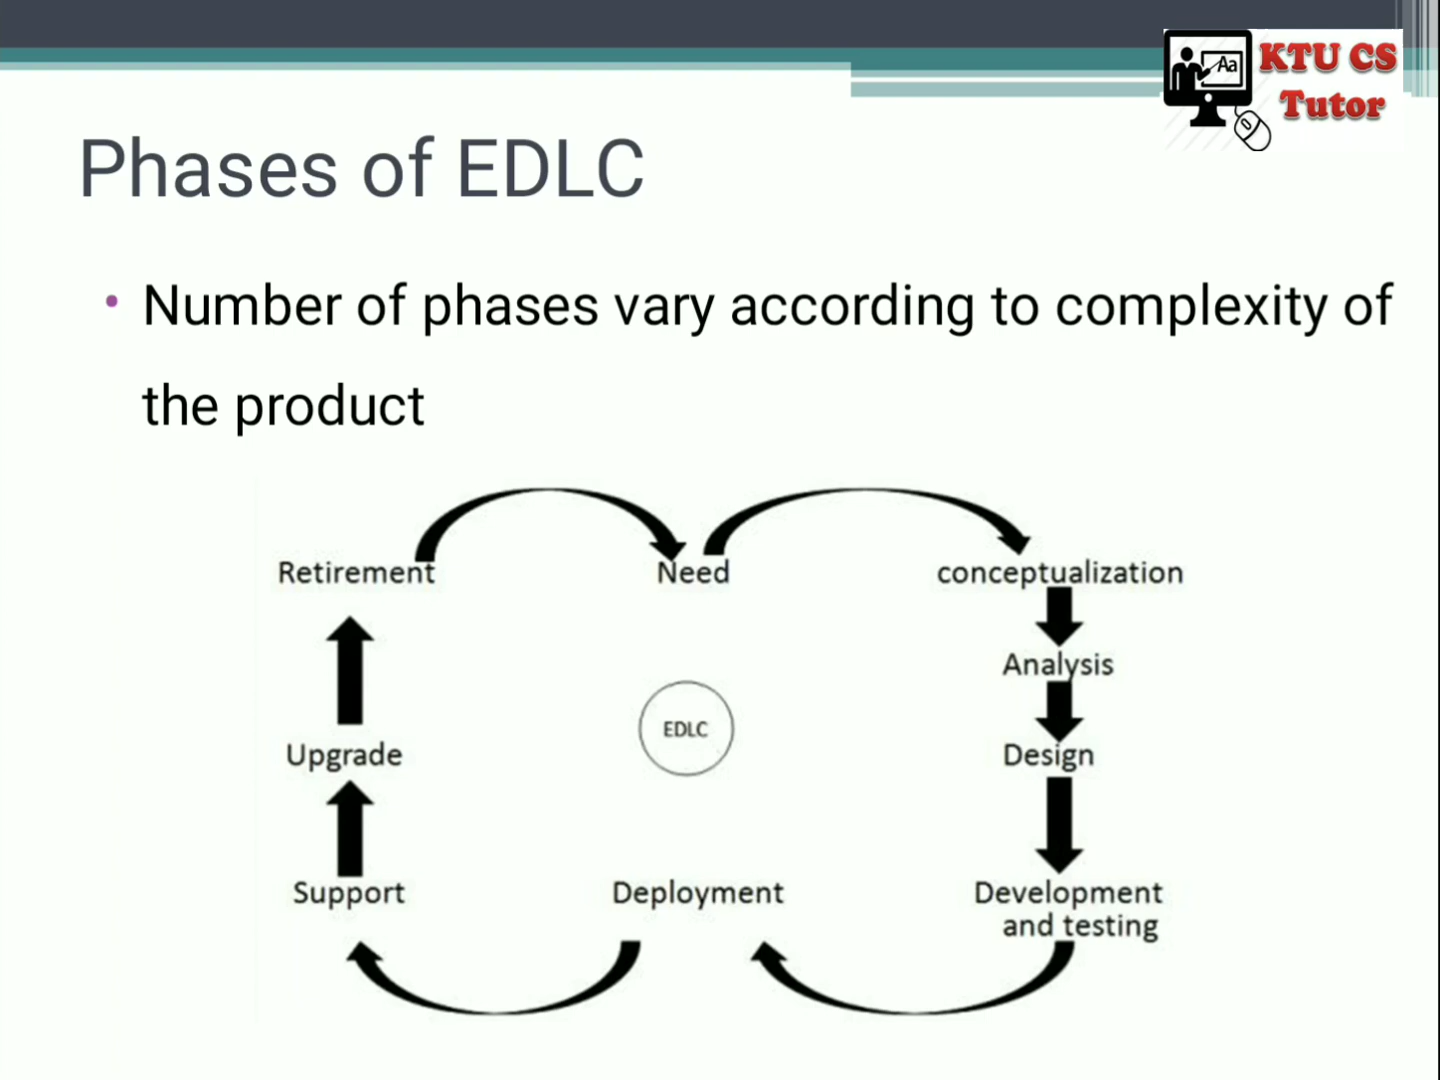 Aa
KTU CS
Tutor
Phases of EDLC
• Number of phases vary according to complexity of
the product
Retirement
Need
conceptualization
Analysis
Upgrade
EDLC
Design
Support
Deployment
Development
and testing